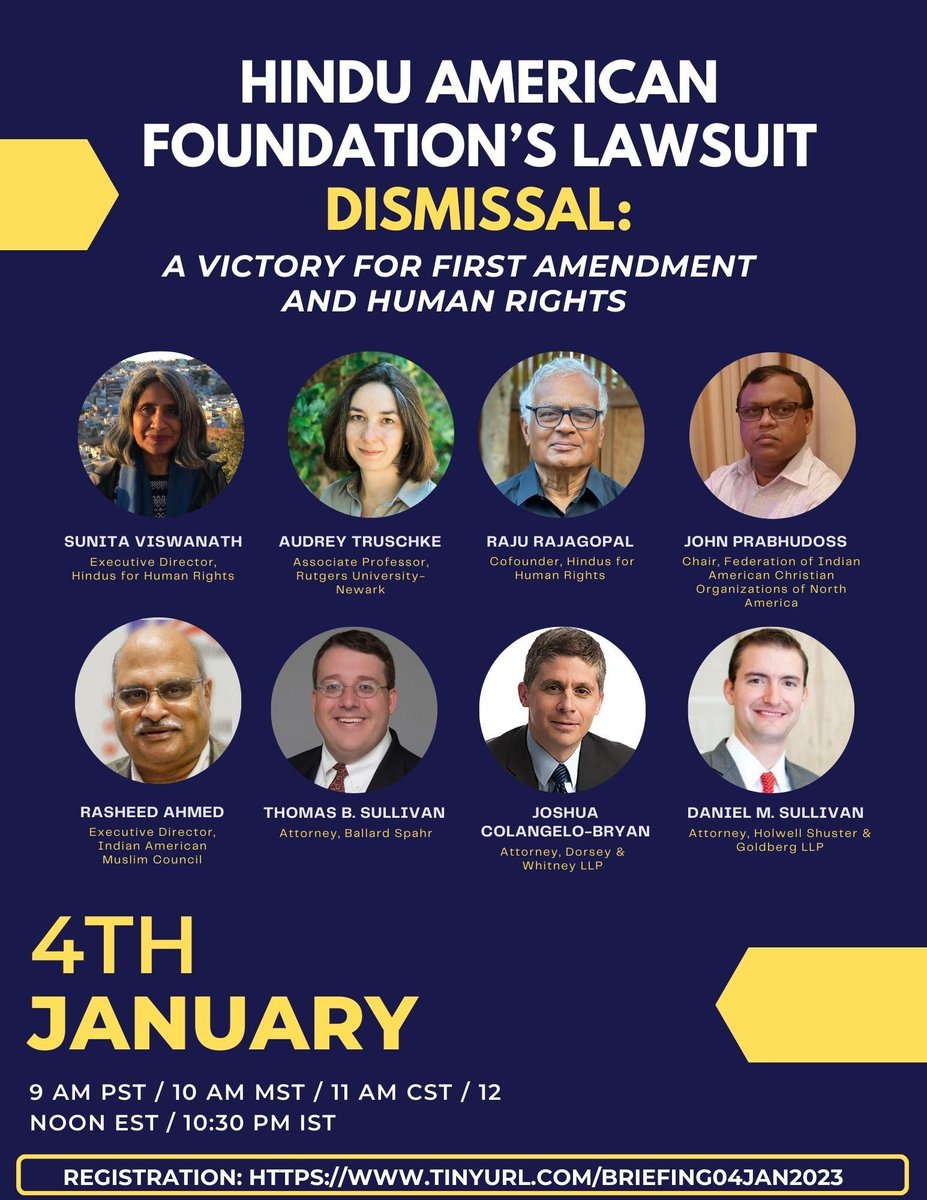 HINDU AMERICAN
FOUNDATION'S LAWSUIT
DISMISSAL:
A VICTORY FOR FIRST AMENDMENT
AND HUMAN RIGHTS
SUNITA VISWANATH
Executive Director,
Hindus for Human Rights
AUDREY TRUSCHKE
Associate Professor,
Rutgers University-
Newark
RAJU RAJAGOPAL
Cofounder, Hindus for
Human Rights
JOHN PRABHUDOSS
Chair, Federation of Indian
American Christian
Organizations of North
America
RASHEED AHMED
Executive Director,
Indian American
Muslim Council
THOMAS B. SULLIVAN
Attorney, Ballard Spahr
JOSHUA
COLANGELO-BRYAN
Attorney, Dorsey &
Whitney LLP
DANIEL M. SULLIVAN
Attorney, Holwell Shuster &
Goldberg LLP
4TH
JANUARY
9 AM PST / 10 AM MST / 11 AM CST / 12
NOON EST / 10:30 PM IST
REGISTRATION: HTTPS://WWW.TINYURL.COM/BRIEFING04JAN2023